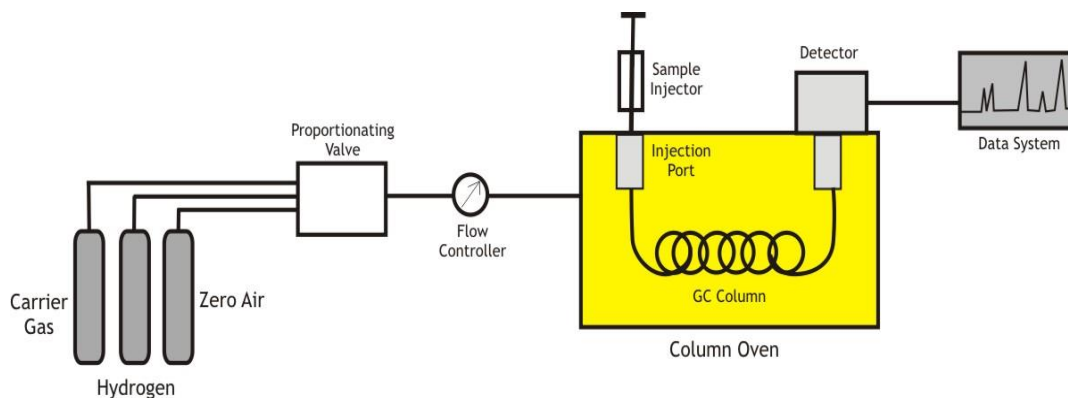 Proportionating
Valve
Carrier
Gas
Hydrogen
Zero Air
Flow
Controller
Sample
Injector
Injection
Port
GC Column
Column Oven
Detector
Data System